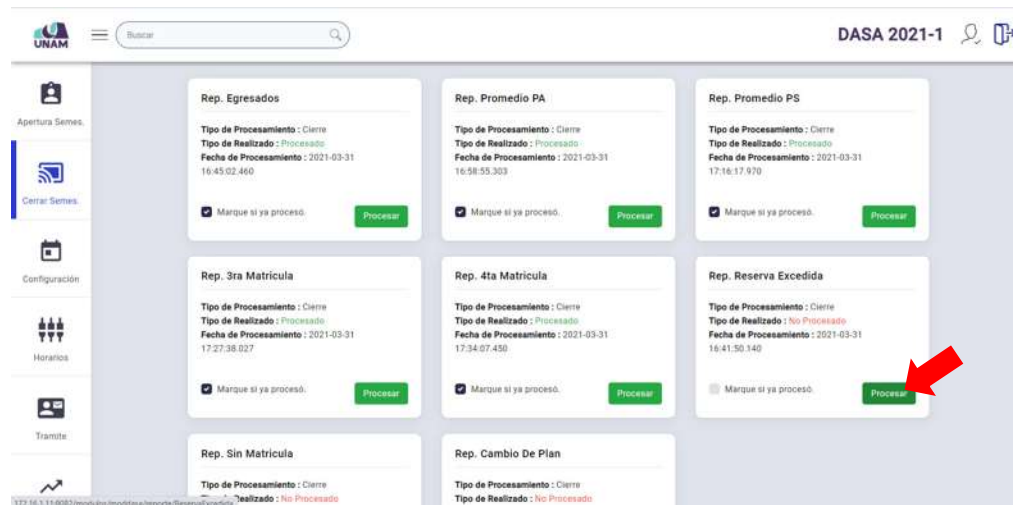 UNAM
Buscar
DASA 2021-1
Apertura Semes.
Cerrar Semes.
Configuración
Horarios
Tramite
Rep. Egresados
Tipo de Procesamiento : Cierre
Tipo de Realizado : Procesado
Fecha de Procesamiento : 2021-03-31
16:45:02.460
Marque si ya procesó.
Procesar
Rep. Promedio PA
Tipo de Procesamiento : Cierre
Tipo de Realizado : Procesado
Fecha de Procesamiento : 2021-03-31
16:58:55.303
Marque si ya procesó.
Procesar
Rep. Promedio PS
Tipo de Procesamiento : Cierre
Tipo de Realizado : Procesado
Fecha de Procesamiento : 2021-03-31
17:16:17.970
Marque si ya procesó.
Procesar
Rep. 3ra Matricula
Tipo de Procesamiento : Cierre
Tipo de Realizado : Procesado
Fecha de Procesamiento : 2021-03-31
17:27:38.027
Marque si ya procesó.
Procesar
Rep. 4ta Matricula
Tipo de Procesamiento : Cierre
Tipo de Realizado : Procesado
Fecha de Procesamiento : 2021-03-31
17:34:07.450
Marque si ya procesó.
Procesar
Rep. Reserva Excedida
Tipo de Procesamiento : Cierre
Tipo de Realizado : No Procesado
Fecha de Procesamiento : 2021-03-31
16:41:50.140
Marque si ya procesó.
Procesar
Rep. Sin Matricula
Tipo de Procesamiento : Cierre
Realizado : No Procesado
Rep. Cambio De Plan
Tipo de Procesamiento : Cierre
Tipo de Realizado : No Procesado